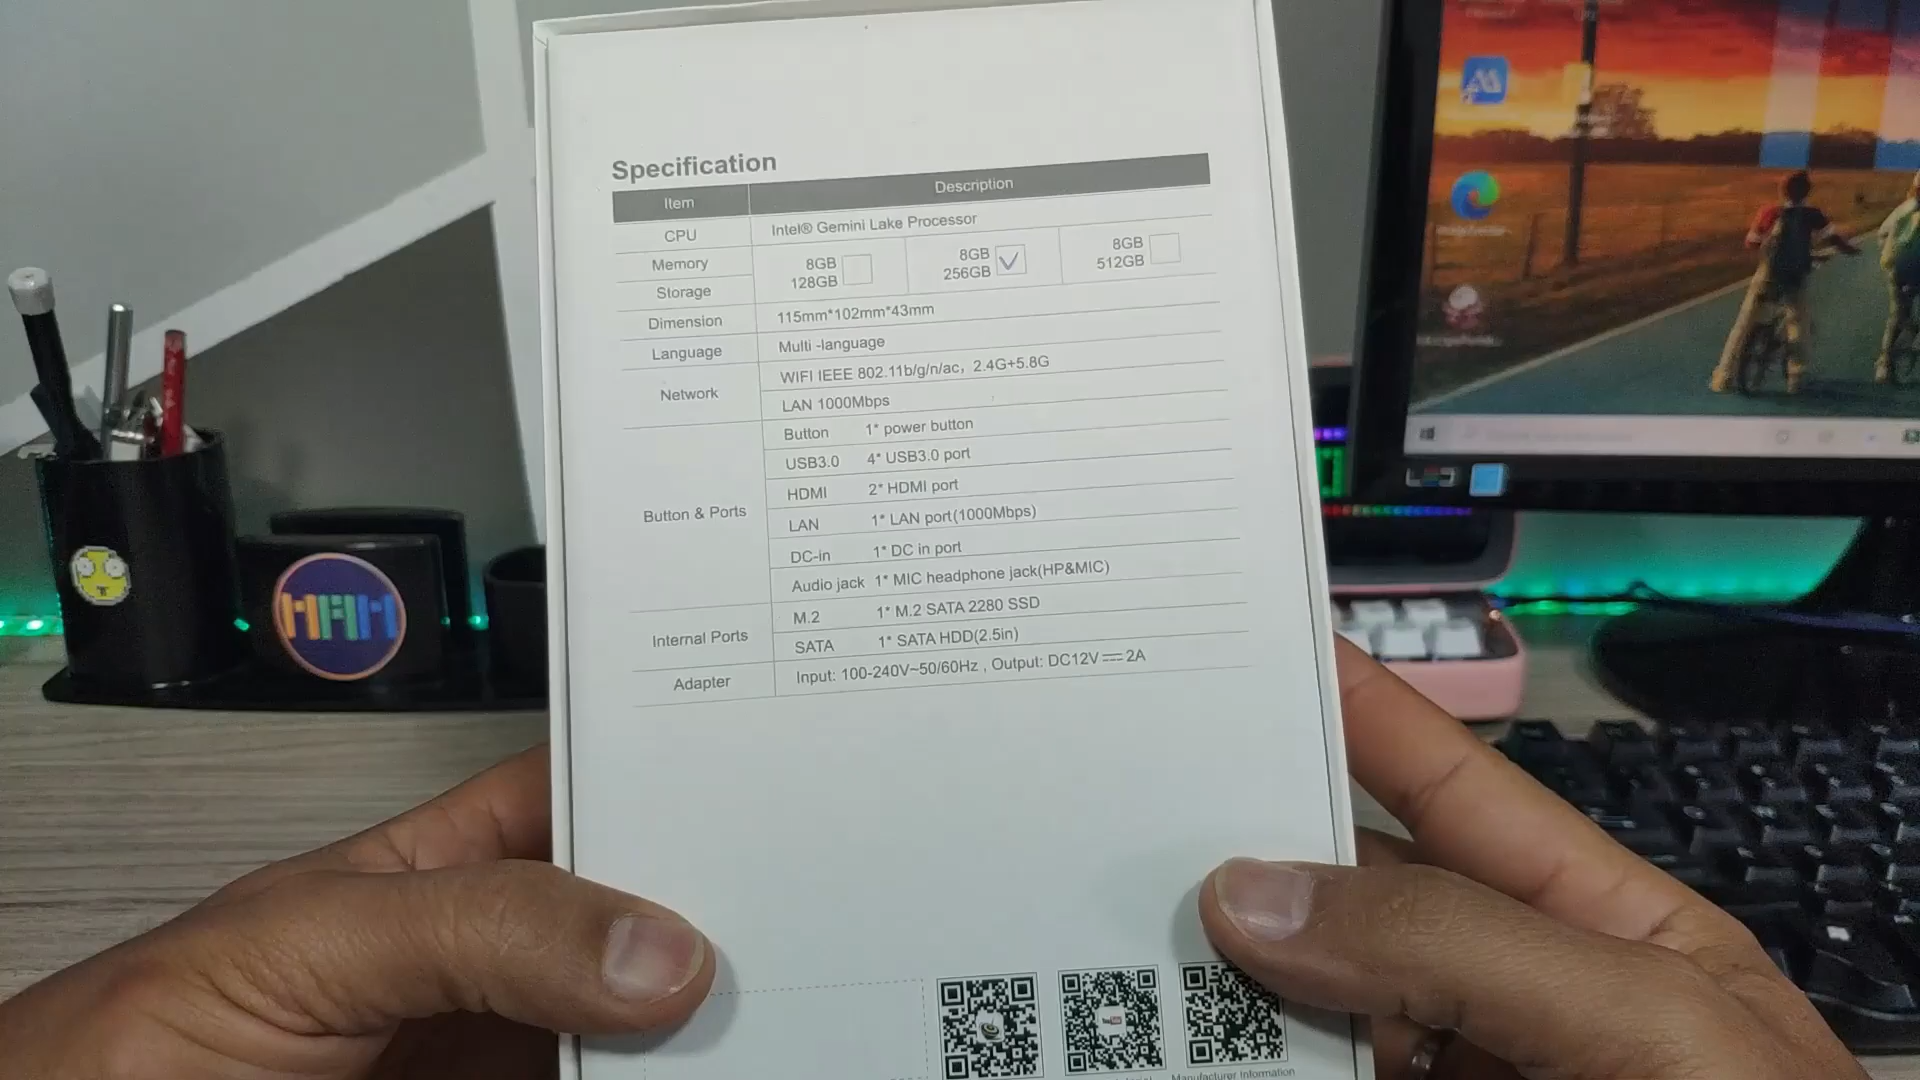 Specification
Item Description
CPU Intel® Gemini Lake Processor
Memory 8GB 8GB 8GB
Storage 128GB 256GB 512GB
Dimension 115mm*102mm*43mm
Language Multi -language
Network WIFI IEEE 802.11b/g/n/ac, 2.4G+5.8G
LAN 1000Mbps
Button & Ports Button 1* power button
USB3.0 4* USB3.0 port
HDMI 2* HDMI port
LAN 1* LAN port(1000Mbps)
DC-in 1* DC in port
Audio jack 1* MIC headphone jack(HP&MIC)
Internal Ports M.2 1* M.2 SATA 2280 SSD
SATA 1* SATA HDD(2.5in)
Adapter Input: 100-240V~50/60Hz , Output: DC12V⎓2A
Manufacturer Information
HAH